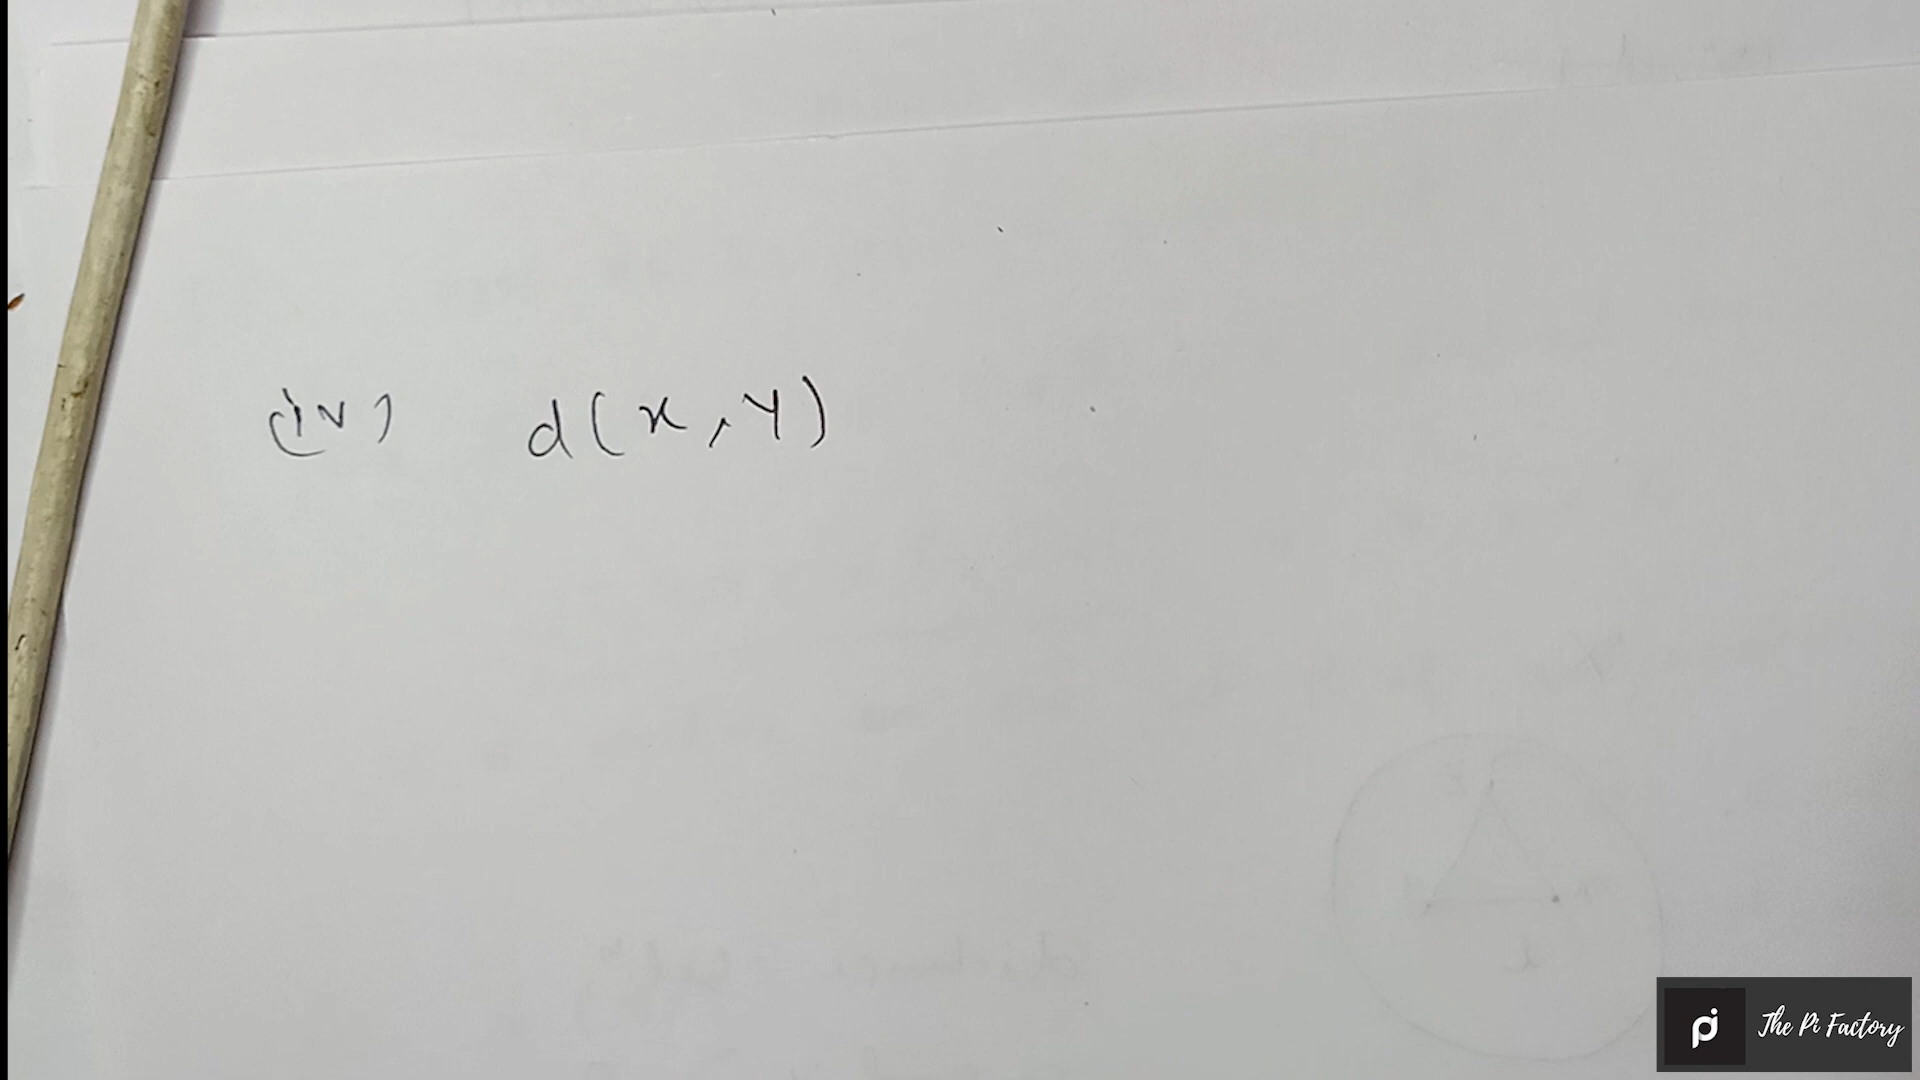 (iv) d(x, y)
The Pi Factory